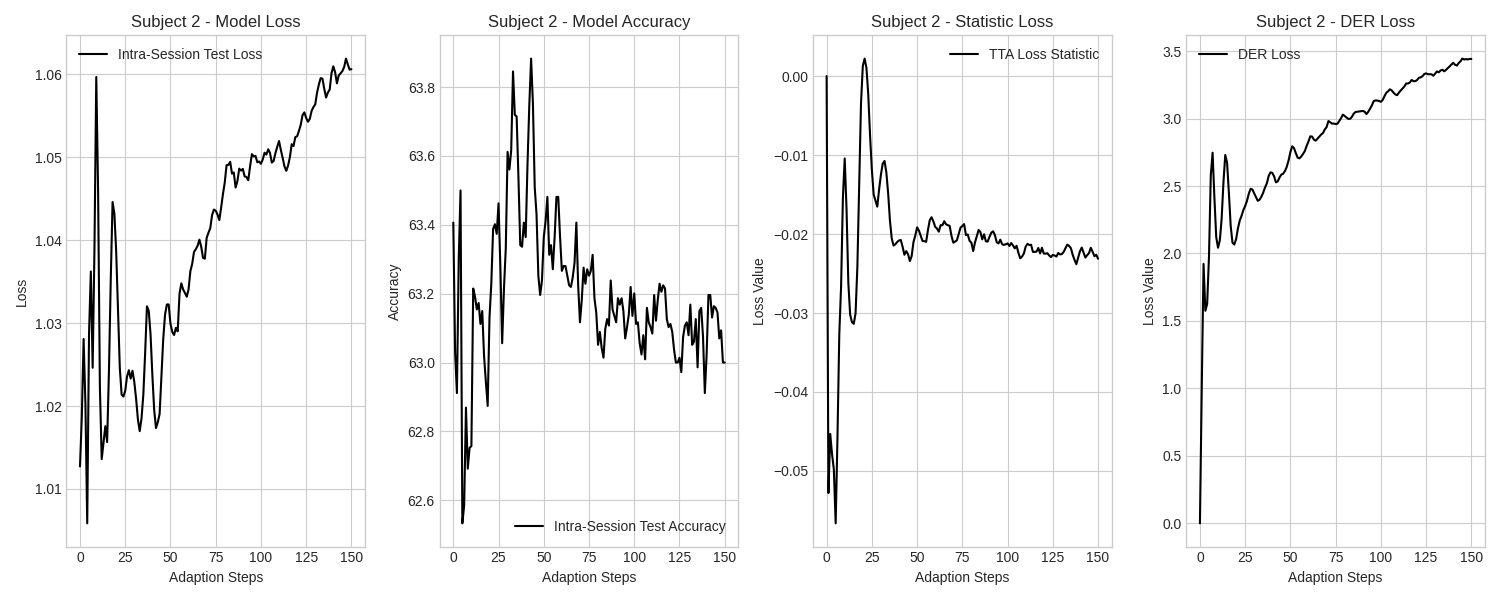 Subject 2 - Model Loss
Intra-Session Test Loss
1.06
1.05
1.04
1.03
1.02
1.01
Loss
0 25 50 75 100 125 150
Adaption Steps
Subject 2 - Model Accuracy
63.8
63.6
63.4
63.2
63.0
62.8
62.6
Accuracy
Intra-Session Test Accuracy
0 25 50 75 100 125 150
Adaption Steps
Subject 2 - Statistic Loss
TTA Loss Statistic
0.00
−0.01
−0.02
−0.03
−0.04
−0.05
Loss Value
0 25 50 75 100 125 150
Adaption Steps
Subject 2 - DER Loss
DER Loss
3.5
3.0
2.5
2.0
1.5
1.0
0.5
0.0
Loss Value
0 25 50 75 100 125 150
Adaption Steps